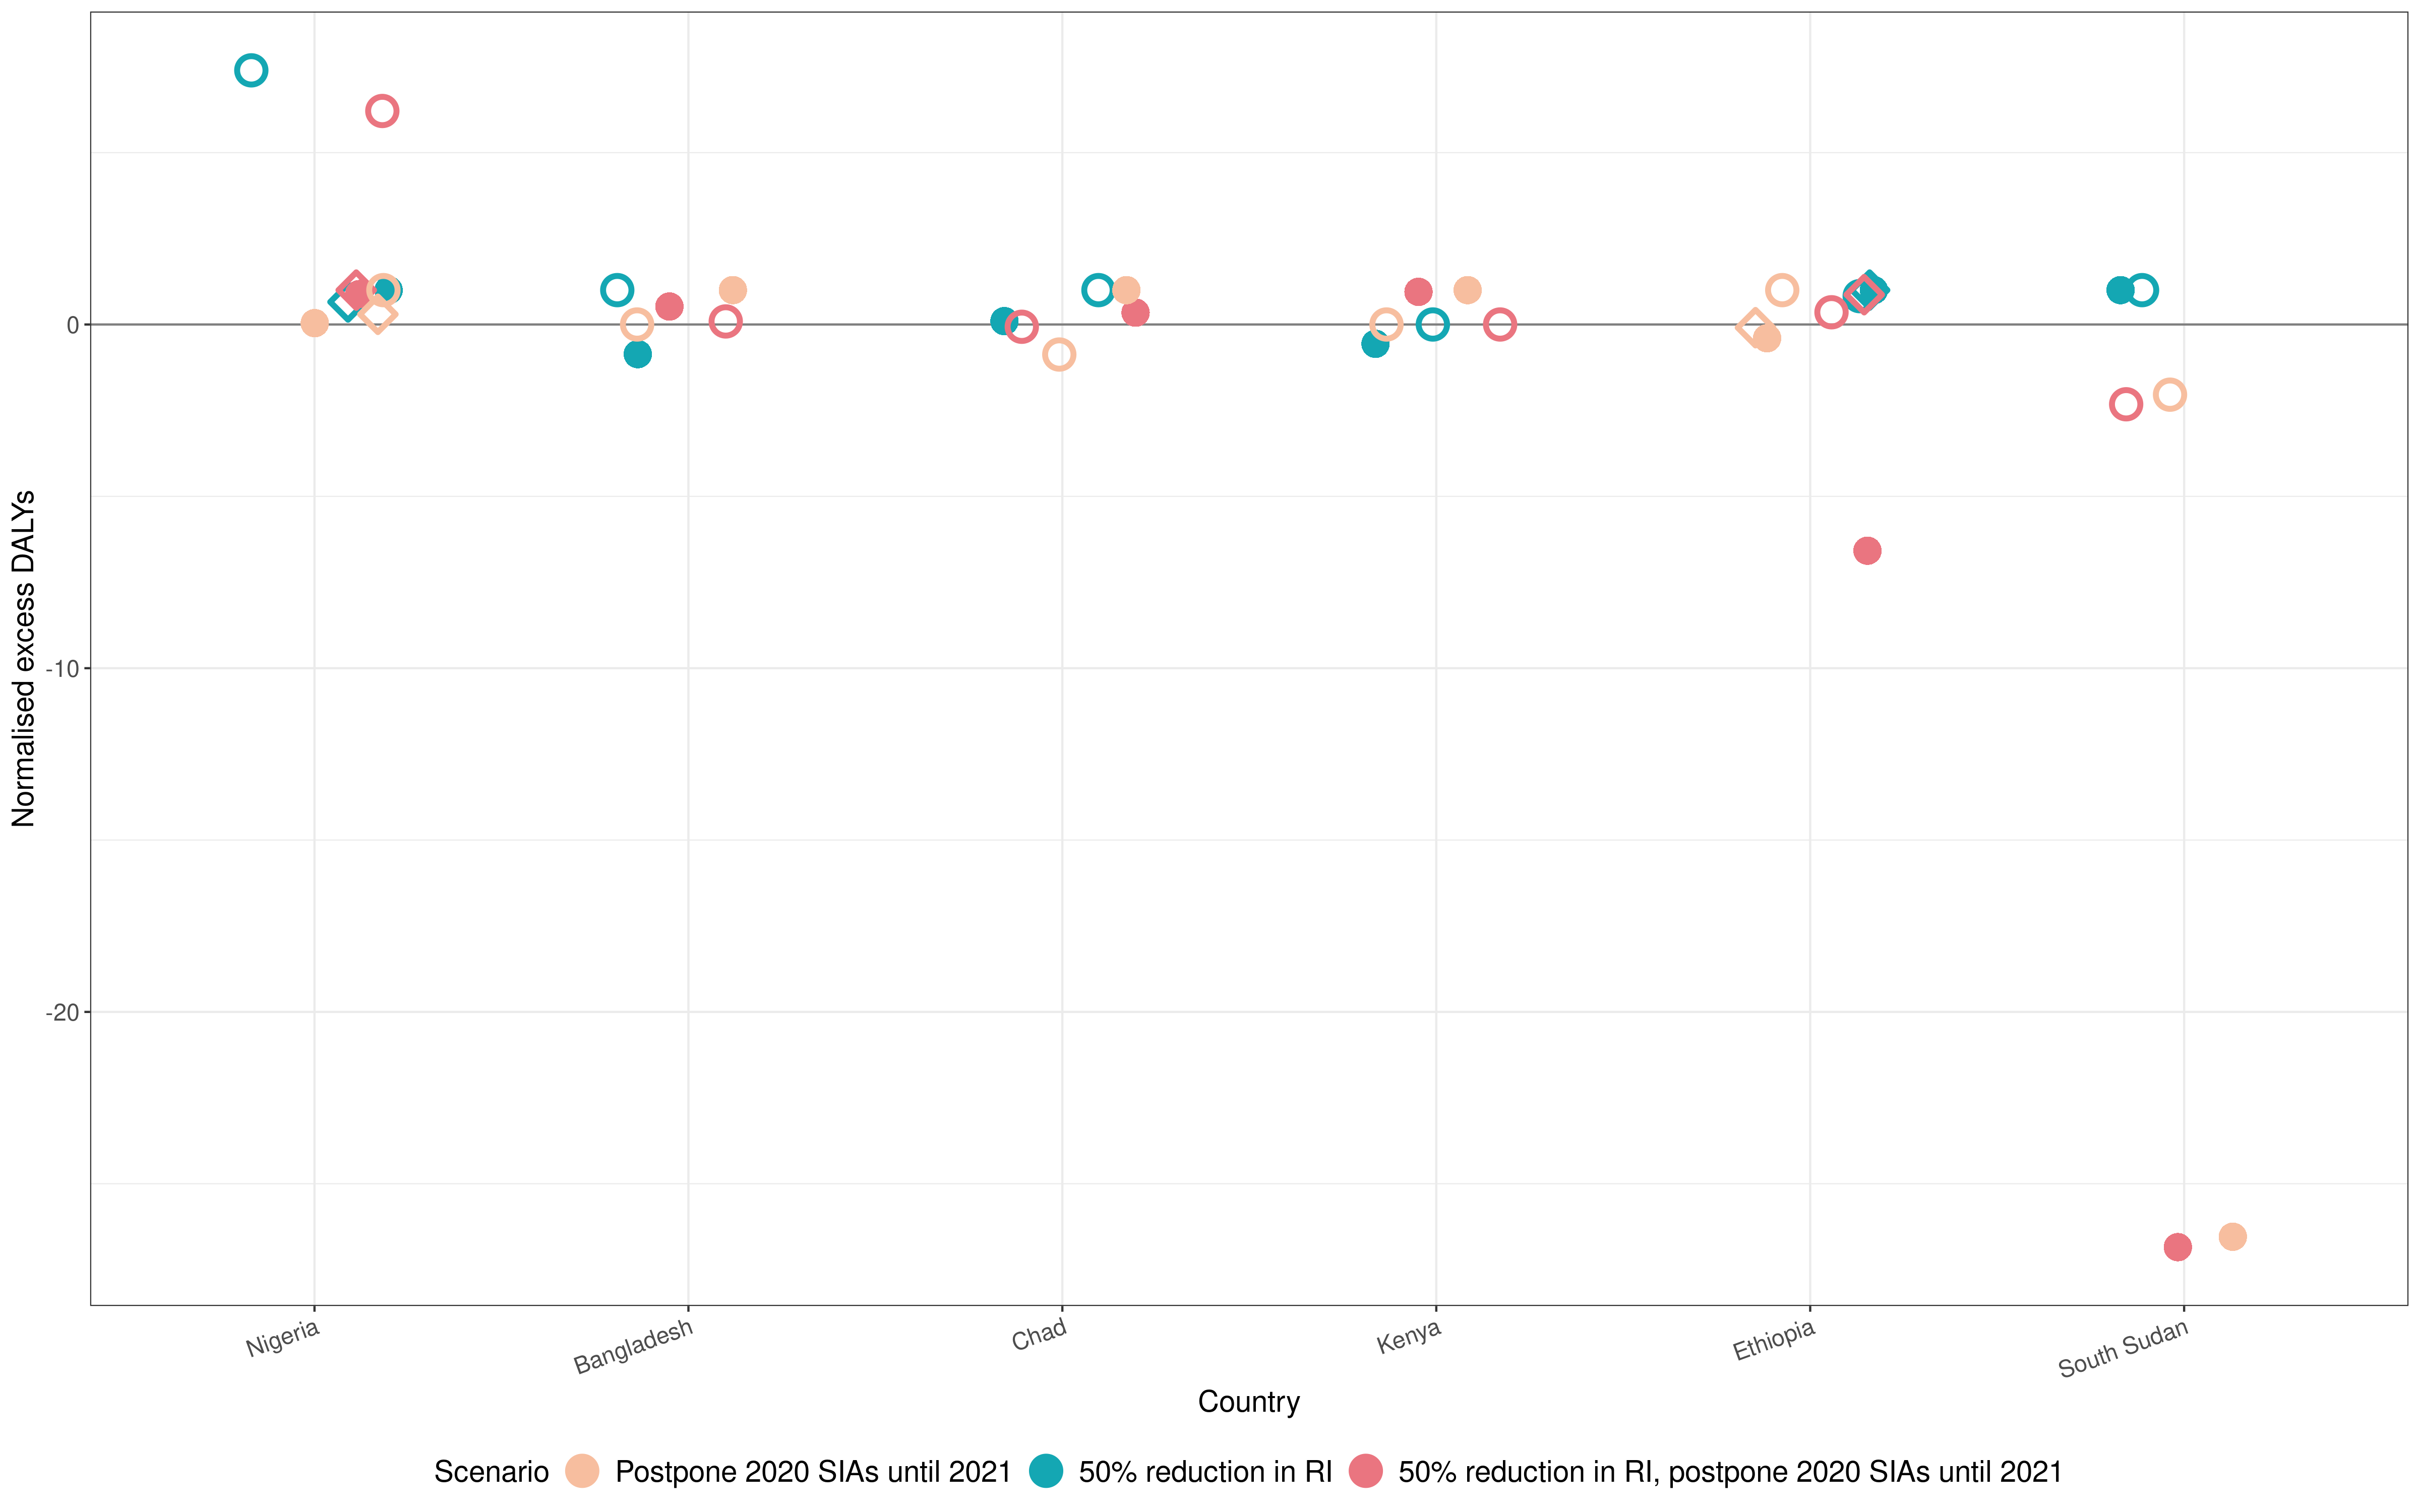 Normalised excess DALYs
0
-10
-20
Nigeria
Bangladesh
Chad
Kenya
Ethiopia
South Sudan
Country
Scenario Postpone 2020 SIAs until 2021 50% reduction in RI 50% reduction in RI, postpone 2020 SIAs until 2021